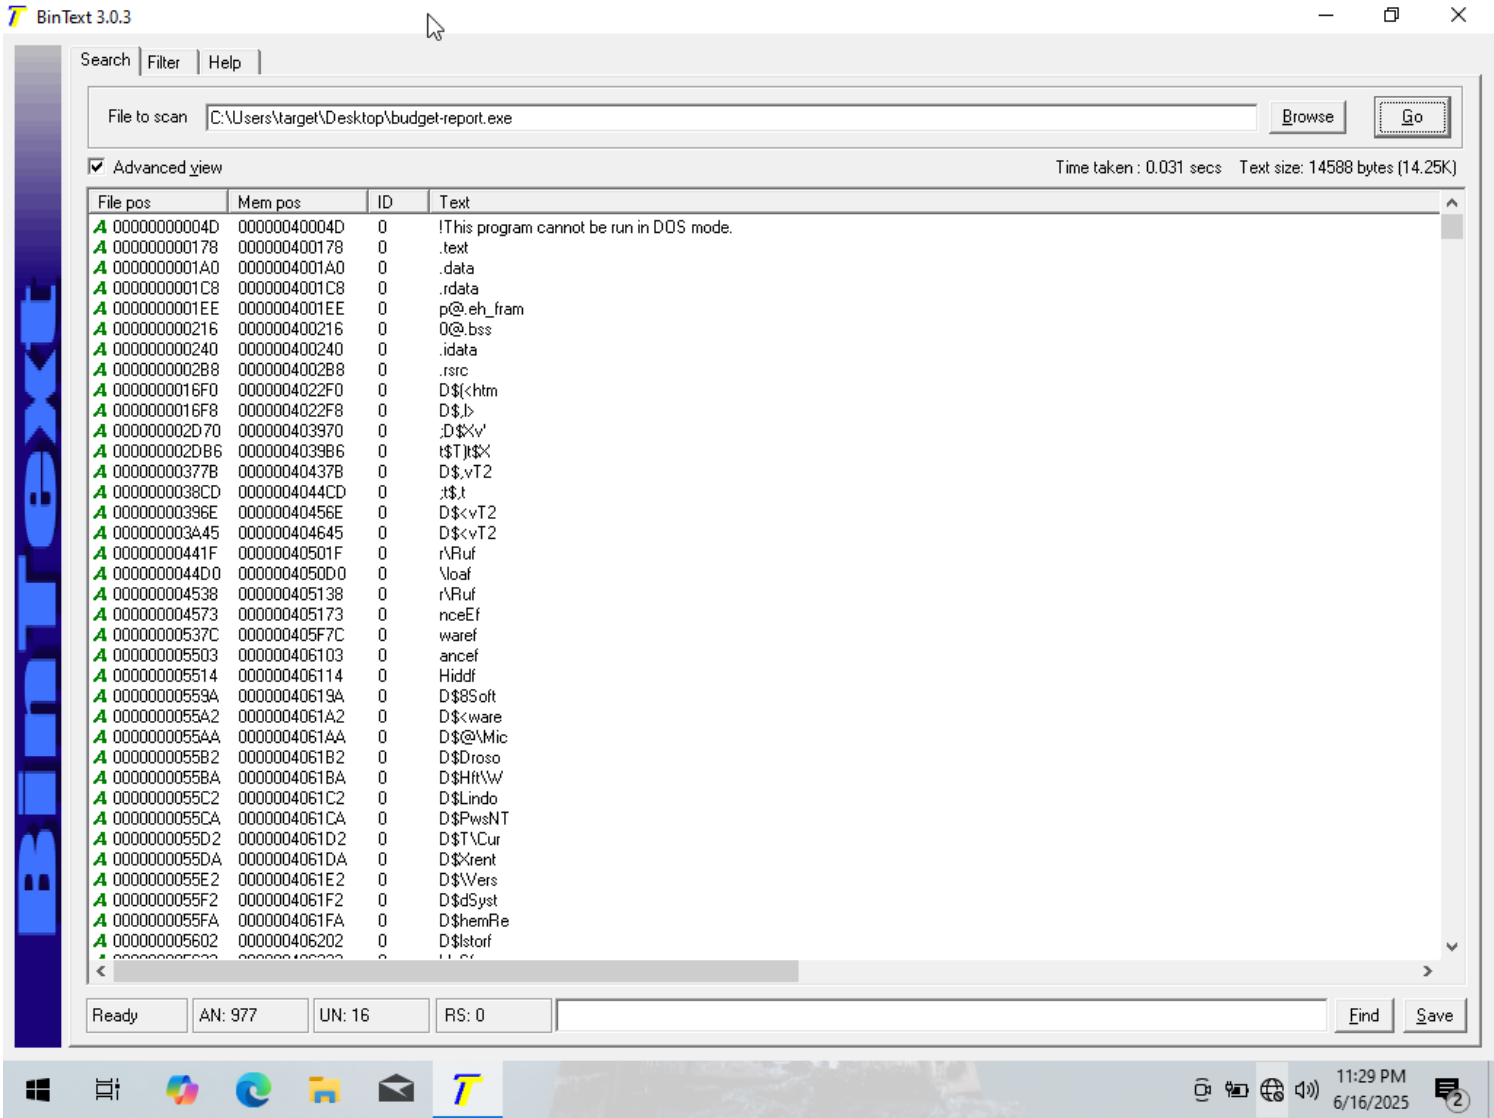 BinText 3.0.3
Search Filter Help
File to scan C:\Users\target\Desktop\budget-report.exe Browse Go
Advanced view Time taken : 0.031 secs Text size: 14588 bytes (14.25K)
File pos Mem pos ID Text
A 00000000004D 00000040004D 0 !This program cannot be run in DOS mode.
A 000000000178 000000400178 0 .text
A 0000000001A0 0000004001A0 0 .data
A 0000000001C8 0000004001C8 0 .rdata
A 0000000001EE 0000004001EE 0 p@.eh_fram
A 000000000216 000000400216 0 0@.bss
A 000000000240 000000400240 0 .idata
A 0000000002B8 0000004002B8 0 .rsrc
A 0000000016F0 0000004022F0 0 D$(<htm
A 0000000016F8 0000004022F8 0 D$,l>
A 000000002D70 000000403970 0 ;D$Xv'
A 000000002DB6 0000004039B6 0 t$T)t$X
A 00000000377B 00000040437B 0 D$,vT2
A 0000000038CD 0000004044CD 0 ;t$,t
A 00000000396E 00000040456E 0 D$<vT2
A 000000003A45 000000404645 0 D$<vT2
A 00000000441F 00000040501F 0 r\Ruf
A 0000000044D0 0000004050D0 0 \loaf
A 000000004538 000000405138 0 r\Ruf
A 000000004573 000000405173 0 nceEf
A 00000000537C 000000405F7C 0 waref
A 000000005503 000000406103 0 ancef
A 000000005514 000000406114 0 Hiddf
A 00000000559A 00000040619A 0 D$8Soft
A 0000000055A2 0000004061A2 0 D$<ware
A 0000000055AA 0000004061AA 0 D$@\Mic
A 0000000055B2 0000004061B2 0 D$Droso
A 0000000055BA 0000004061BA 0 D$Hft\W
A 0000000055C2 0000004061C2 0 D$Lindo
A 0000000055CA 0000004061CA 0 D$PwsNT
A 0000000055D2 0000004061D2 0 D$T\Cur
A 0000000055DA 0000004061DA 0 D$Xrent
A 0000000055E2 0000004061E2 0 D$\Vers
A 0000000055F2 0000004061F2 0 D$dSyst
A 0000000055FA 0000004061FA 0 D$hemRe
A 000000005602 000000406202 0 D$lstorf
Ready AN: 977 UN: 16 RS: 0 Find Save
BinText
11:29 PM
6/16/2025
2